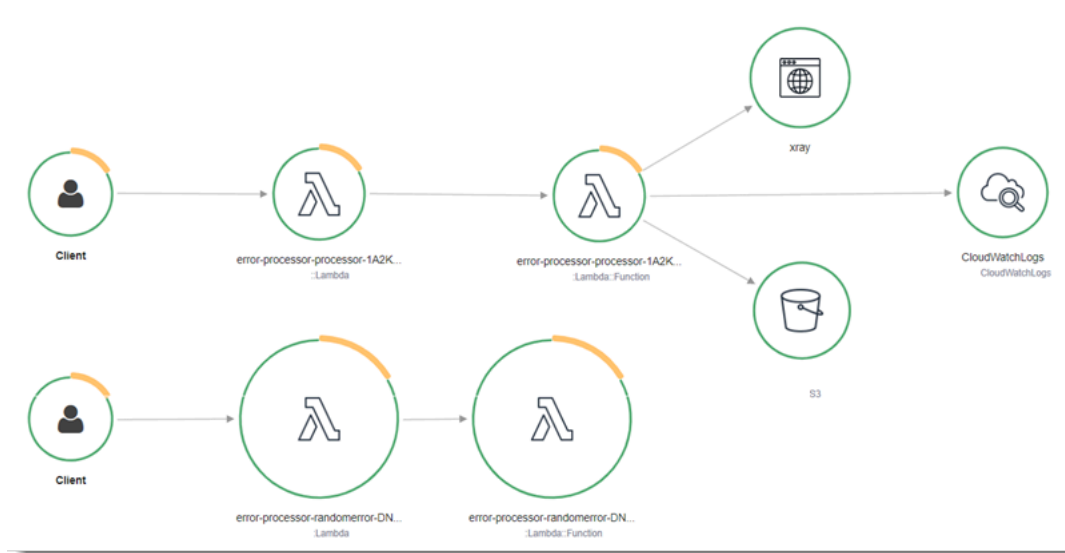 xray
Client
error-processor-processor-1A2K...
::Lambda
error-processor-processor-1A2K...
:Lambda::Function
CloudWatchLogs
CloudWatchLogs
S3
Client
error-processor-randomerror-DN...
:Lambda
error-processor-randomerror-DN...
:Lambda::Function